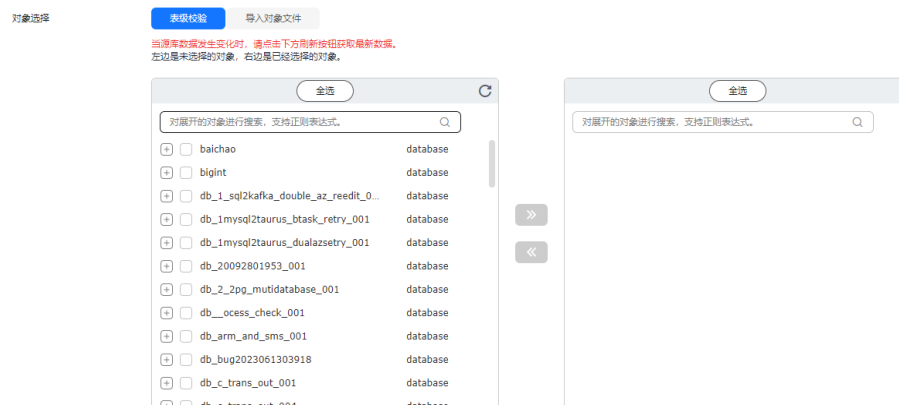 对象选择
表级校验 导入对象文件
当源库数据发生变化时，请点击下方刷新按钮获取最新数据。
左边是未选择的对象，右边是已经选择的对象。
全选 全选
对展开的对象进行搜索，支持正则表达式。 对展开的对象进行搜索，支持正则表达式。
baichao database
bigint database
db_1_sql2kafka_double_az_reedit_0... database
db_1mysql2taurus_btask_retry_001 database
db_1mysql2taurus_dualazsetry_001 database
db_20092801953_001 database
db_2_2pg_mutidatabase_001 database
db__ocess_check_001 database
db_arm_and_sms_001 database
db_bug2023061303918 database
db_c_trans_out_001 database